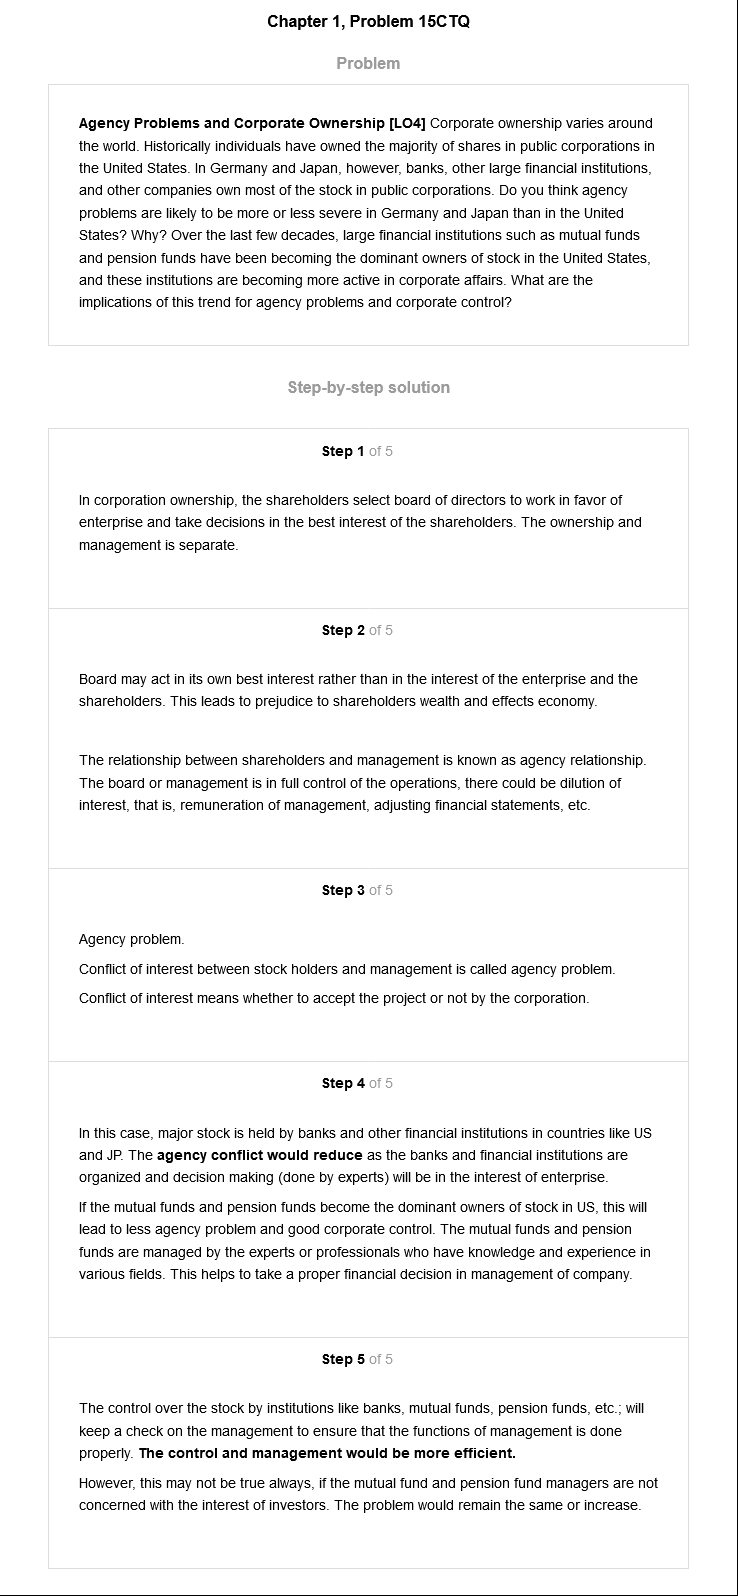 Chapter 1, Problem 15CTQ
Problem
Agency Problems and Corporate Ownership [LO4] Corporate ownership varies around
the world. Historically individuals have owned the majority of shares in public corporations in
the United States. In Germany and Japan, however, banks, other large financial institutions,
and other companies own most of the stock in public corporations. Do you think agency
problems are likely to be more or less severe in Germany and Japan than in the United
States? Why? Over the last few decades, large financial institutions such as mutual funds
and pension funds have been becoming the dominant owners of stock in the United States,
and these institutions are becoming more active in corporate affairs. What are the
implications of this trend for agency problems and corporate control?
Step-by-step solution
Step 1 of 5
In corporation ownership, the shareholders select board of directors to work in favor of
enterprise and take decisions in the best interest of the shareholders. The ownership and
management is separate.
Step 2 of 5
Board may act in its own best interest rather than in the interest of the enterprise and the
shareholders. This leads to prejudice to shareholders wealth and effects economy.
The relationship between shareholders and management is known as agency relationship.
The board or management is in full control of the operations, there could be dilution of
interest, that is, remuneration of management, adjusting financial statements, etc.
Step 3 of 5
Agency problem.
Conflict of interest between stock holders and management is called agency problem.
Conflict of interest means whether to accept the project or not by the corporation.
Step 4 of 5
In this case, major stock is held by banks and other financial institutions in countries like US
and JP. The agency conflict would reduce as the banks and financial institutions are
organized and decision making (done by experts) will be in the interest of enterprise.
If the mutual funds and pension funds become the dominant owners of stock in US, this will
lead to less agency problem and good corporate control. The mutual funds and pension
funds are managed by the experts or professionals who have knowledge and experience in
various fields. This helps to take a proper financial decision in management of company.
Step 5 of 5
The control over the stock by institutions like banks, mutual funds, pension funds, etc.; will
keep a check on the management to ensure that the functions of management is done
properly. The control and management would be more efficient.
However, this may not be true always, if the mutual fund and pension fund managers are not
concerned with the interest of investors. The problem would remain the same or increase.